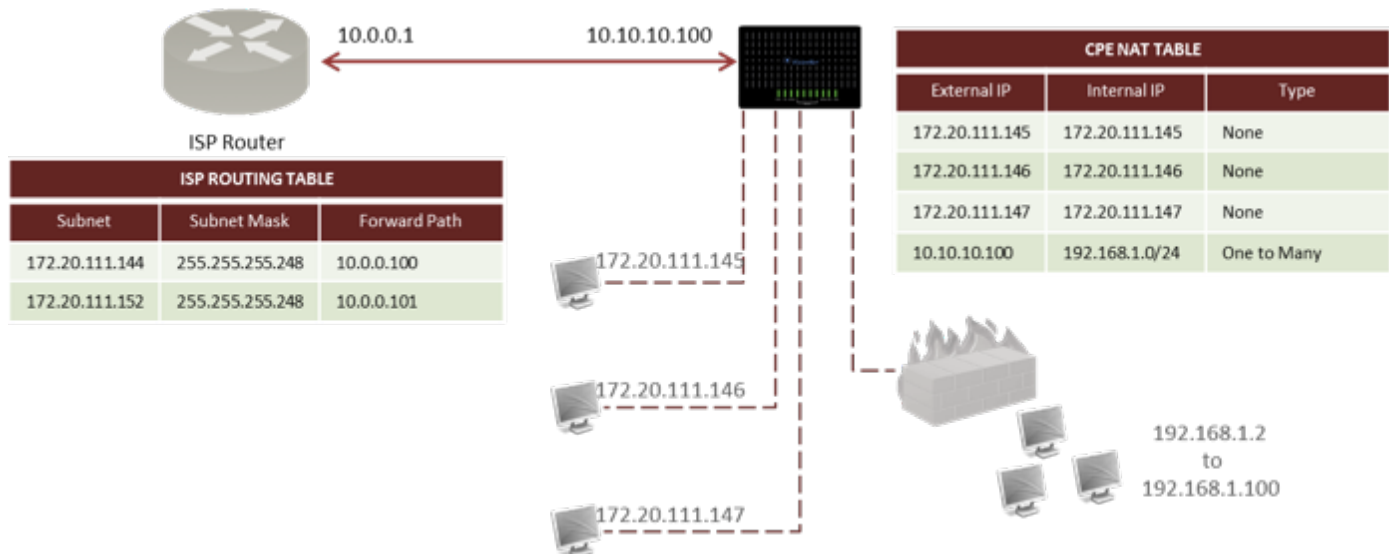 10.0.0.1
10.10.10.100
ISP Router
ISP ROUTING TABLE
Subnet Subnet Mask Forward Path
172.20.111.144 255.255.255.248 10.0.0.100
172.20.111.152 255.255.255.248 10.0.0.101
CPE NAT TABLE
External IP Internal IP Type
172.20.111.145 172.20.111.145 None
172.20.111.146 172.20.111.146 None
172.20.111.147 172.20.111.147 None
10.10.10.100 192.168.1.0/24 One to Many
172.20.111.145
172.20.111.146
172.20.111.147
192.168.1.2
to
192.168.1.100